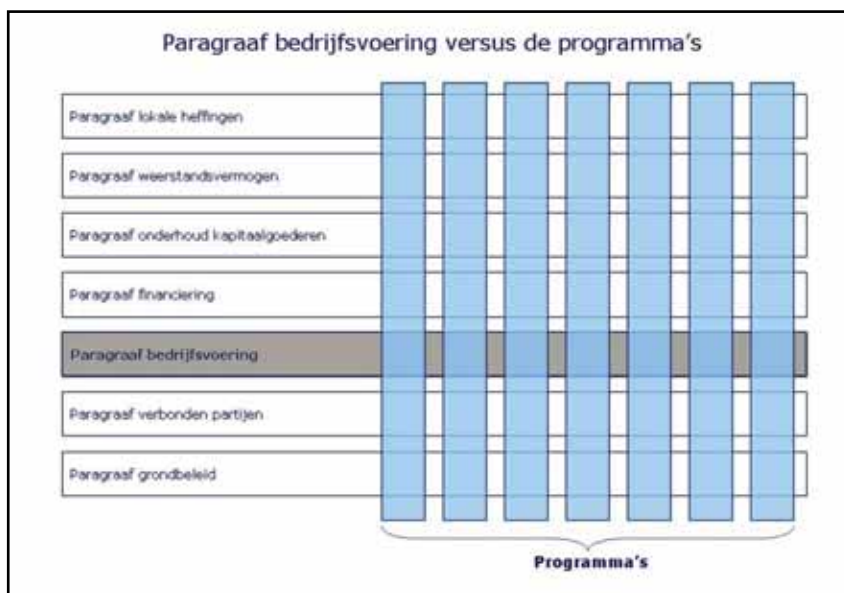 Paragraaf bedrijfsvoering versus de programma's
Paragraaf lokale heffingen
Paragraaf weerstandsvermogen
Paragraaf onderhoud kapitaalgoederen
Paragraaf financiering
Paragraaf bedrijfsvoering
Paragraaf verbonden partijen
Paragraaf grondbeleid
Programma's